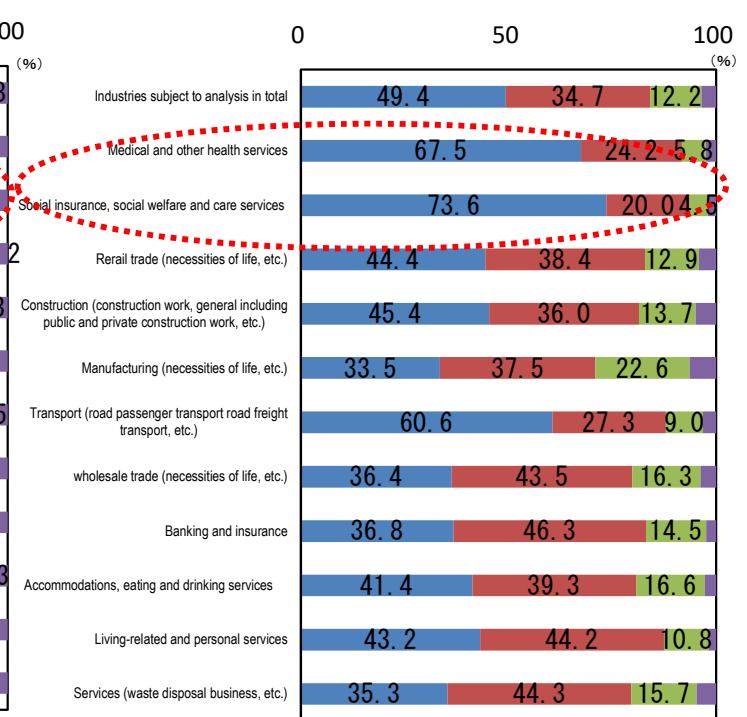 00
(%)
3
2
3
5
3
0 50 100
(%)
Industries subject to analysis in total 49.4 34.7 12.2
Medical and other health services 67.5 24.2 5.8
Social insurance, social welfare and care services 73.6 20.0 4.5
Rerail trade (necessities of life, etc.) 44.4 38.4 12.9
Construction (construction work, general including
public and private construction work, etc.) 45.4 36.0 13.7
Manufacturing (necessities of life, etc.) 33.5 37.5 22.6
Transport (road passenger transport road freight
transport, etc.) 60.6 27.3 9.0
wholesale trade (necessities of life, etc.) 36.4 43.5 16.3
Banking and insurance 36.8 46.3 14.5
Accommodations, eating and drinking services 41.4 39.3 16.6
Living-related and personal services 43.2 44.2 10.8
Services (waste disposal business, etc.) 35.3 44.3 15.7